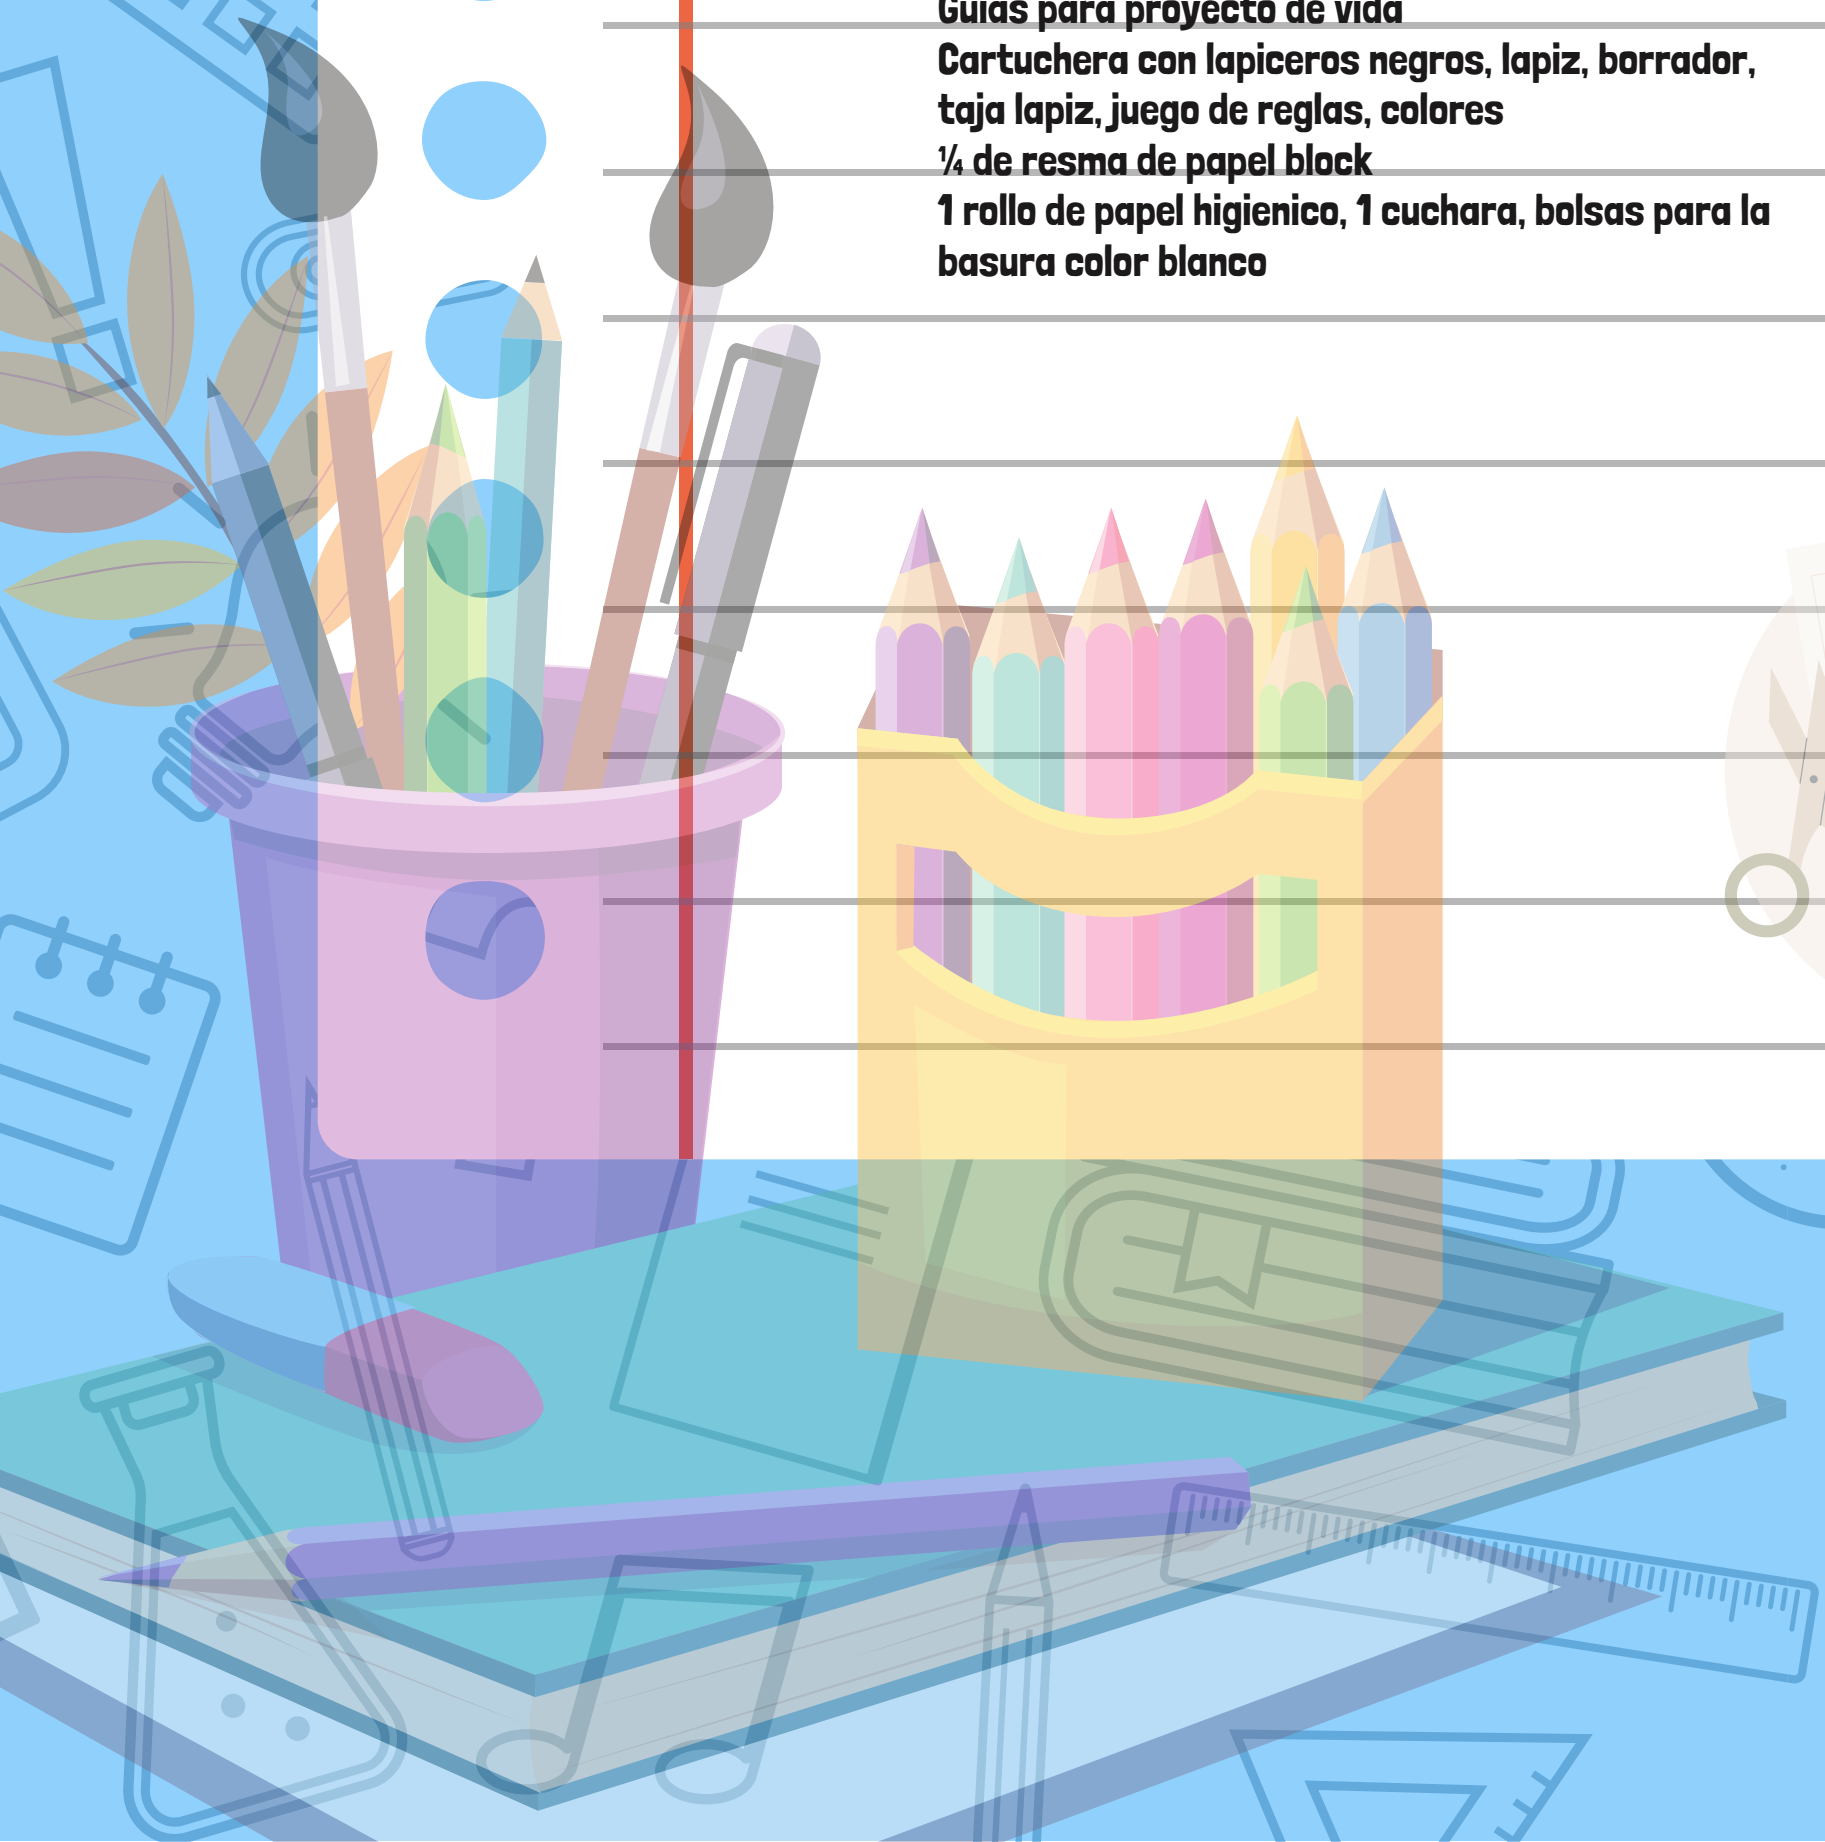 Guias para proyecto de vida
Cartuchera con lapiceros negros, lapiz, borrador,
taja lapiz, juego de reglas, colores
¼ de resma de papel block
1 rollo de papel higienico, 1 cuchara, bolsas para la
basura color blanco